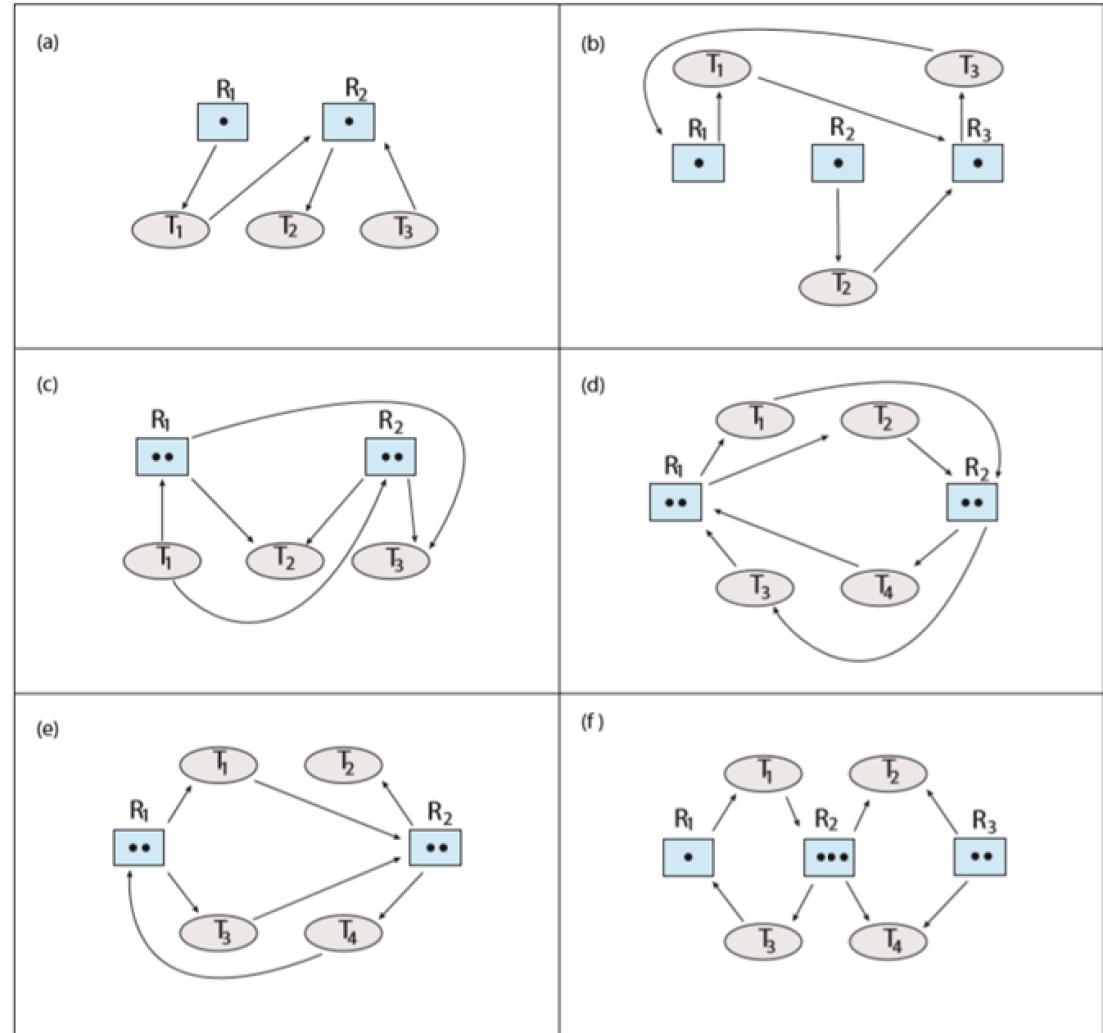 (a)
R₁ R₂
T₁ T₂ T₃
(b)
T₁ T₃
R₁ R₂ R₃
T₂
(c)
R₁ R₂
T₁ T₂ T₃
(d)
T₁ T₂
R₁ R₂
T₃ T₄
(e)
T₁ T₂
R₁ R₂
T₃ T₄
(f)
T₁ T₂
R₁ R₂ R₃
T₃ T₄